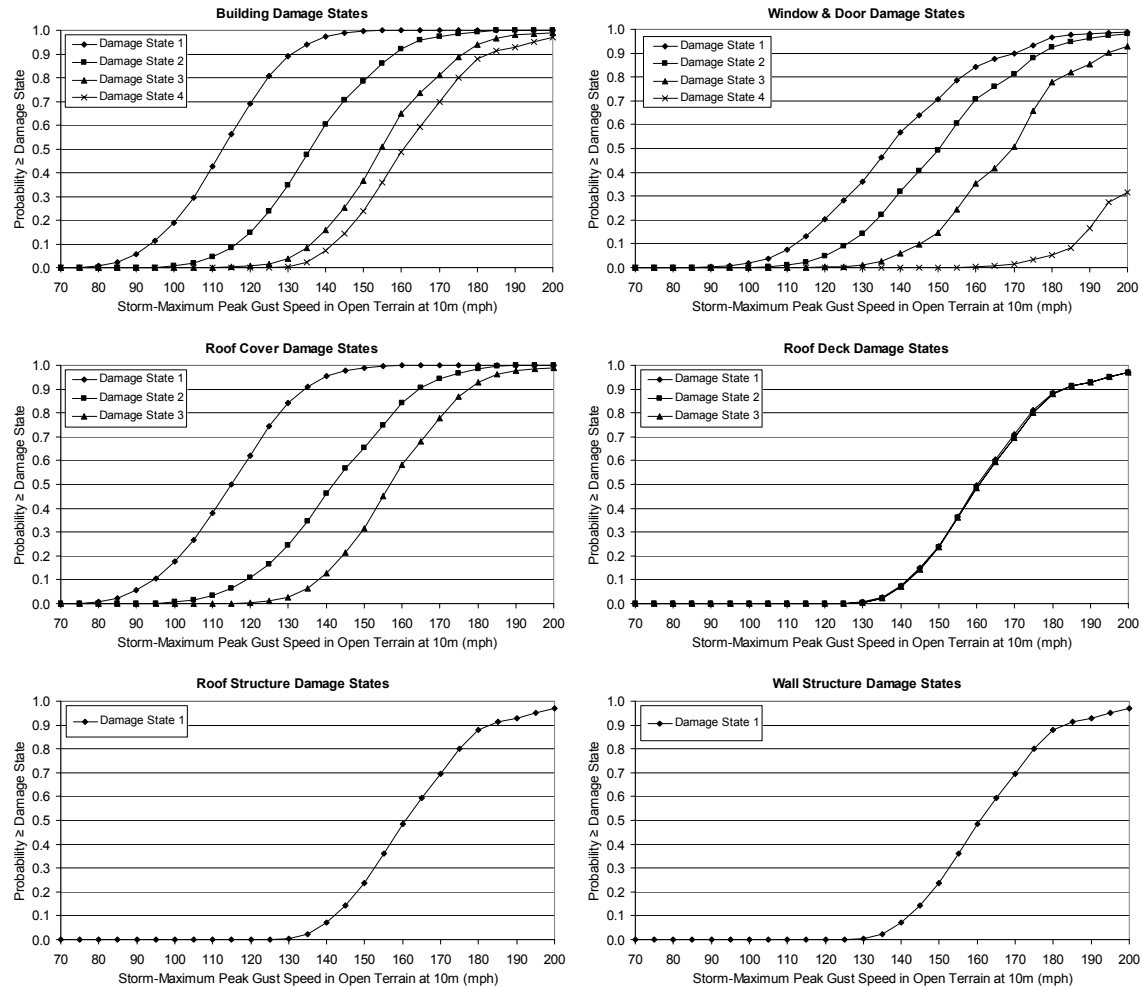 Building Damage States
Probability ≥ Damage State
1.0
0.9
0.8
0.7
0.6
0.5
0.4
0.3
0.2
0.1
0.0
Damage State 1
Damage State 2
Damage State 3
Damage State 4
70 80 90 100 110 120 130 140 150 160 170 180 190 200
Storm-Maximum Peak Gust Speed in Open Terrain at 10m (mph)
Window & Door Damage States
Probability ≥ Damage State
1.0
0.9
0.8
0.7
0.6
0.5
0.4
0.3
0.2
0.1
0.0
Damage State 1
Damage State 2
Damage State 3
Damage State 4
70 80 90 100 110 120 130 140 150 160 170 180 190 200
Storm-Maximum Peak Gust Speed in Open Terrain at 10m (mph)
Roof Cover Damage States
Probability ≥ Damage State
1.0
0.9
0.8
0.7
0.6
0.5
0.4
0.3
0.2
0.1
0.0
Damage State 1
Damage State 2
Damage State 3
70 80 90 100 110 120 130 140 150 160 170 180 190 200
Storm-Maximum Peak Gust Speed in Open Terrain at 10m (mph)
Roof Deck Damage States
Probability ≥ Damage State
1.0
0.9
0.8
0.7
0.6
0.5
0.4
0.3
0.2
0.1
0.0
Damage State 1
Damage State 2
Damage State 3
70 80 90 100 110 120 130 140 150 160 170 180 190 200
Storm-Maximum Peak Gust Speed in Open Terrain at 10m (mph)
Roof Structure Damage States
Probability ≥ Damage State
1.0
0.9
0.8
0.7
0.6
0.5
0.4
0.3
0.2
0.1
0.0
Damage State 1
70 80 90 100 110 120 130 140 150 160 170 180 190 200
Storm-Maximum Peak Gust Speed in Open Terrain at 10m (mph)
Wall Structure Damage States
Probability ≥ Damage State
1.0
0.9
0.8
0.7
0.6
0.5
0.4
0.3
0.2
0.1
0.0
Damage State 1
70 80 90 100 110 120 130 140 150 160 170 180 190 200
Storm-Maximum Peak Gust Speed in Open Terrain at 10m (mph)